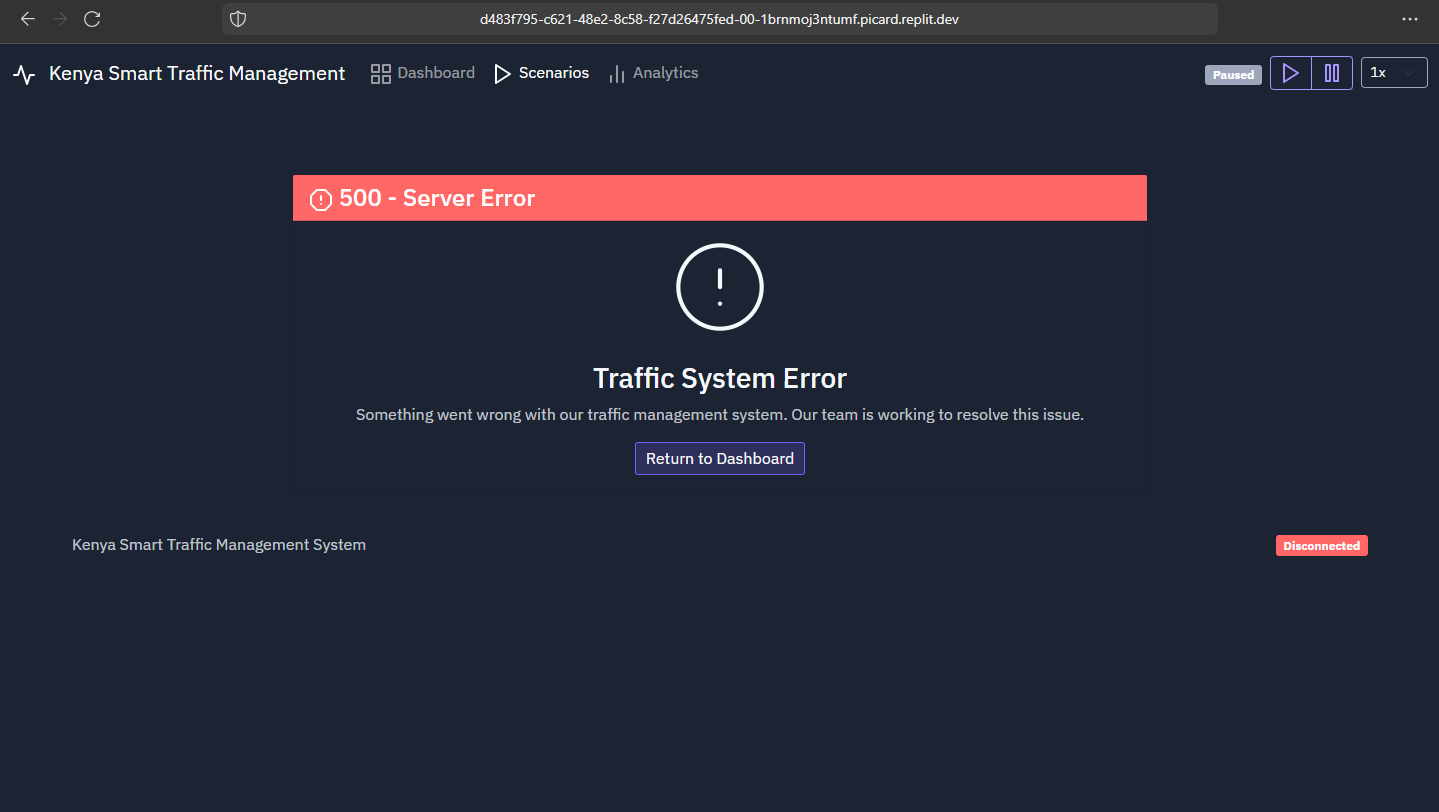 d483f795-c621-48e2-8c58-f27d26475fed-00-1brnmoj3ntumf.picard.replit.dev
Kenya Smart Traffic Management Dashboard Scenarios Analytics Paused 1x
500 - Server Error
Traffic System Error
Something went wrong with our traffic management system. Our team is working to resolve this issue.
Return to Dashboard
Kenya Smart Traffic Management System Disconnected